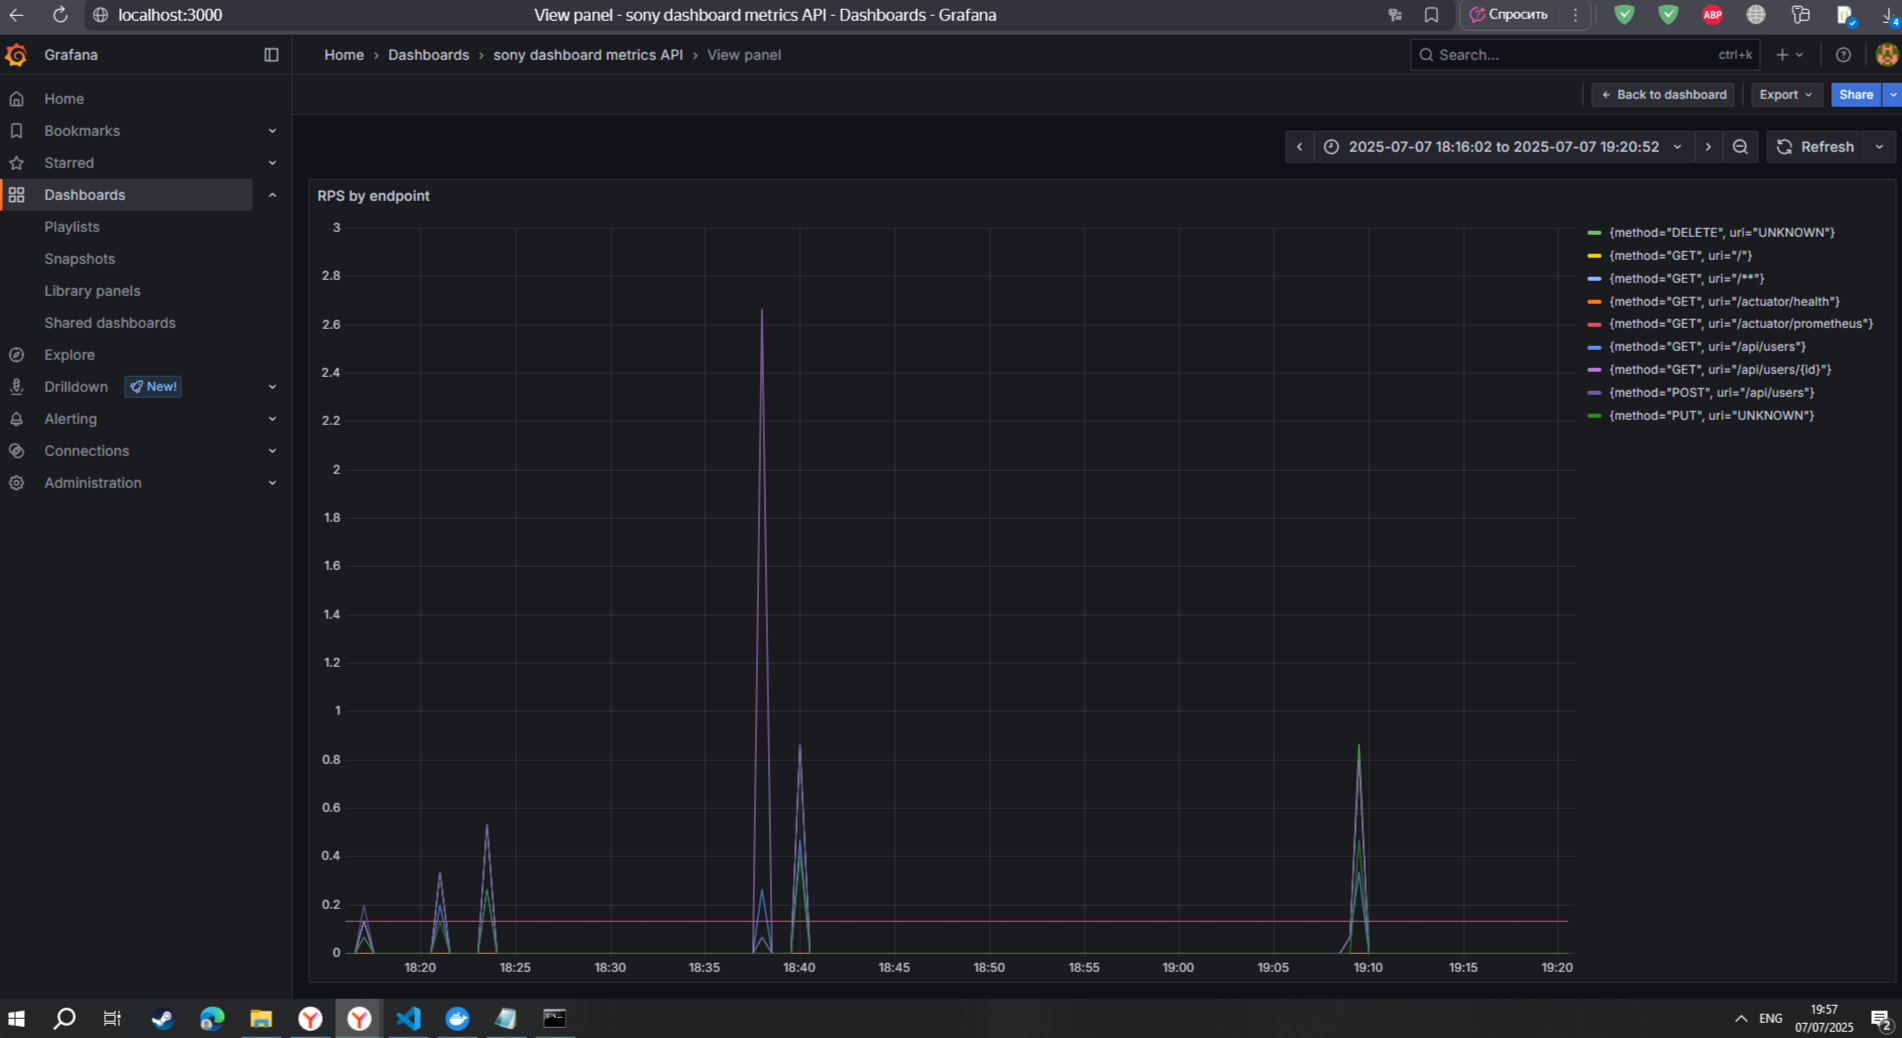 localhost:3000
View panel - sony dashboard metrics API - Dashboards - Grafana
Спросить
ABP
4
Grafana
Home › Dashboards › sony dashboard metrics API › View panel
Search...
ctrl+k
Back to dashboard
Export
Share
Home
Bookmarks
Starred
Dashboards
Playlists
Snapshots
Library panels
Shared dashboards
Explore
Drilldown
New!
Alerting
Connections
Administration
2025-07-07 18:16:02 to 2025-07-07 19:20:52
Refresh
RPS by endpoint
3
2.8
2.6
2.4
2.2
2
1.8
1.6
1.4
1.2
1
0.8
0.6
0.4
0.2
0
18:20
18:25
18:30
18:35
18:40
18:45
18:50
18:55
19:00
19:05
19:10
19:15
19:20
{method="DELETE", uri="UNKNOWN"}
{method="GET", uri="/"}
{method="GET", uri="/**"}
{method="GET", uri="/actuator/health"}
{method="GET", uri="/actuator/prometheus"}
{method="GET", uri="/api/users"}
{method="GET", uri="/api/users/{id}"}
{method="POST", uri="/api/users"}
{method="PUT", uri="UNKNOWN"}
ENG
19:57
07/07/2025
2